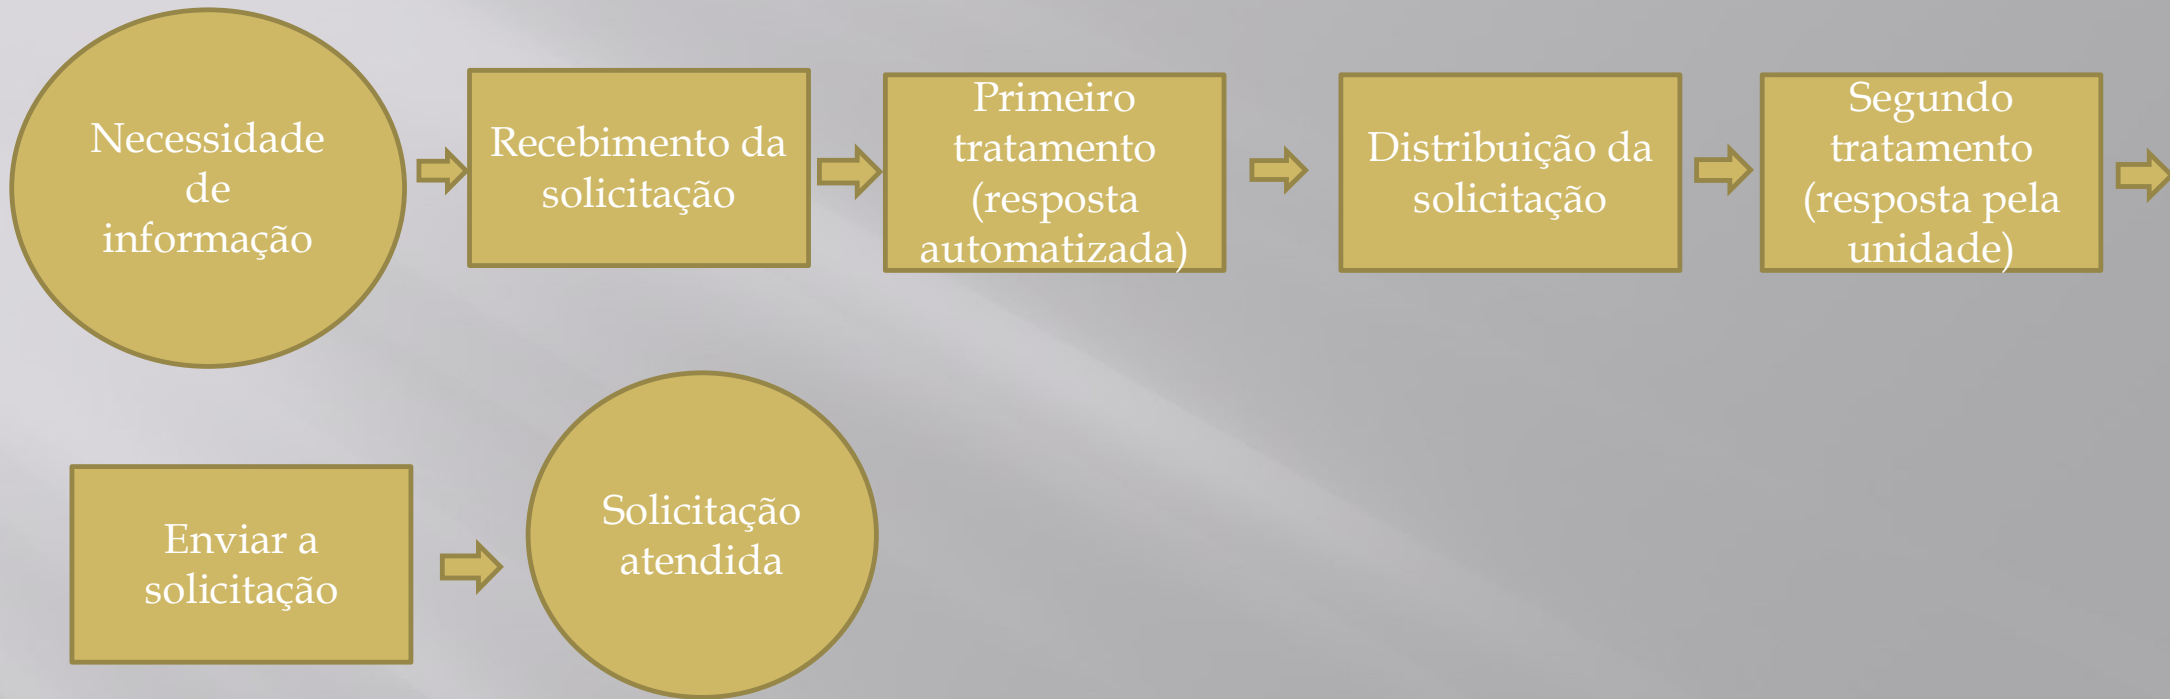 Necessidade
de
informação
Recebimento da
solicitação
Primeiro
tratamento
(resposta
automatizada)
Distribuição da
solicitação
Segundo
tratamento
(resposta pela
unidade)
Enviar a
solicitação
Solicitação
atendida